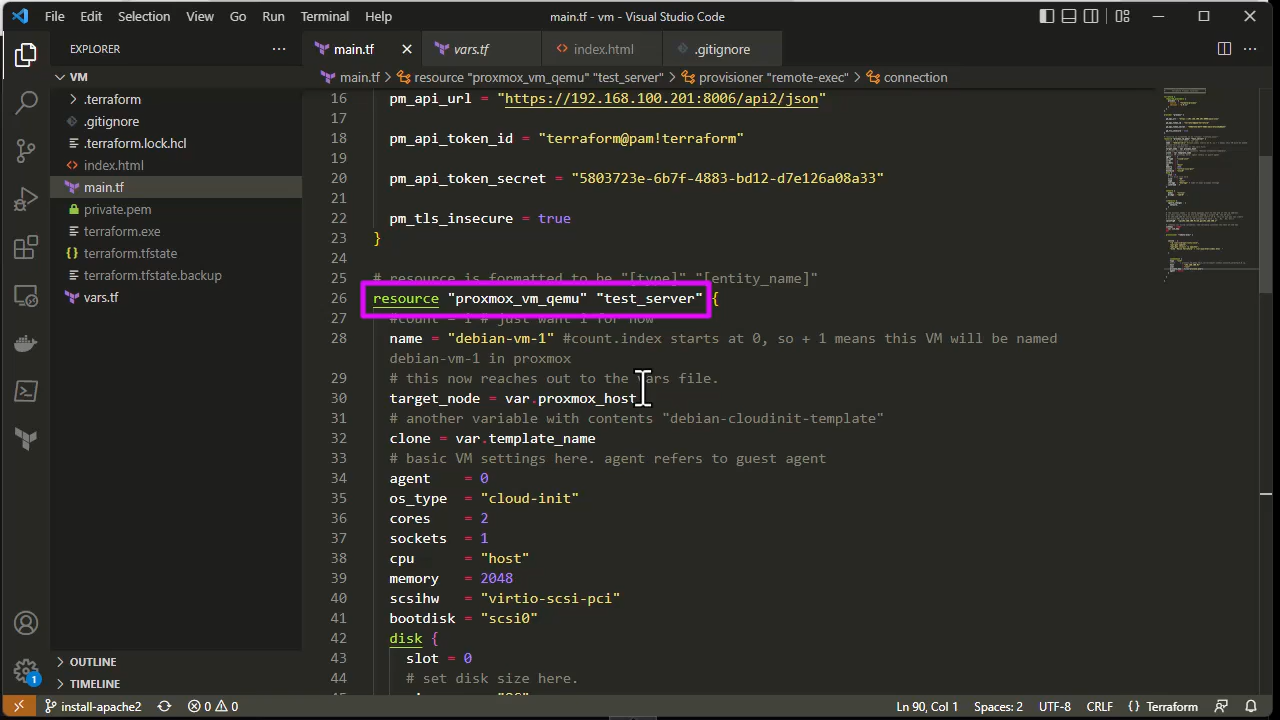 File Edit Selection View Go Run Terminal Help
main.tf - vm - Visual Studio Code
EXPLORER
main.tf
vars.tf
index.html
.gitignore
VM
main.tf > resource "proxmox_vm_qemu" "test_server" > provisioner "remote-exec" > connection
.terraform
.gitignore
.terraform.lock.hcl
index.html
main.tf
private.pem
terraform.exe
terraform.tfstate
terraform.tfstate.backup
vars.tf
OUTLINE
TIMELINE
16 pm_api_url = "https://192.168.100.201:8006/api2/json"
17
18 pm_api_token_id = "terraform@pam!terraform"
19
20 pm_api_token_secret = "5803723e-6b7f-4883-bd12-d7e126a08a33"
21
22 pm_tls_insecure = true
23 }
24
25 # resource is formatted to be "[type]" "[entity_name]"
26 resource "proxmox_vm_qemu" "test_server" {
27 #count = 1 # just want 1 for now
28 name = "debian-vm-1" #count.index starts at 0, so + 1 means this VM will be named
debian-vm-1 in proxmox
29 # this now reaches out to the vars file.
30 target_node = var.proxmox_host
31 # another variable with contents "debian-cloudinit-template"
32 clone = var.template_name
33 # basic VM settings here. agent refers to guest agent
34 agent = 0
35 os_type = "cloud-init"
36 cores = 2
37 sockets = 1
38 cpu = "host"
39 memory = 2048
40 scsihw = "virtio-scsi-pci"
41 bootdisk = "scsi0"
42 disk {
43 slot = 0
44 # set disk size here.
1
install-apache2
0 0
Ln 90, Col 1
Spaces: 2
UTF-8
CRLF
{} Terraform